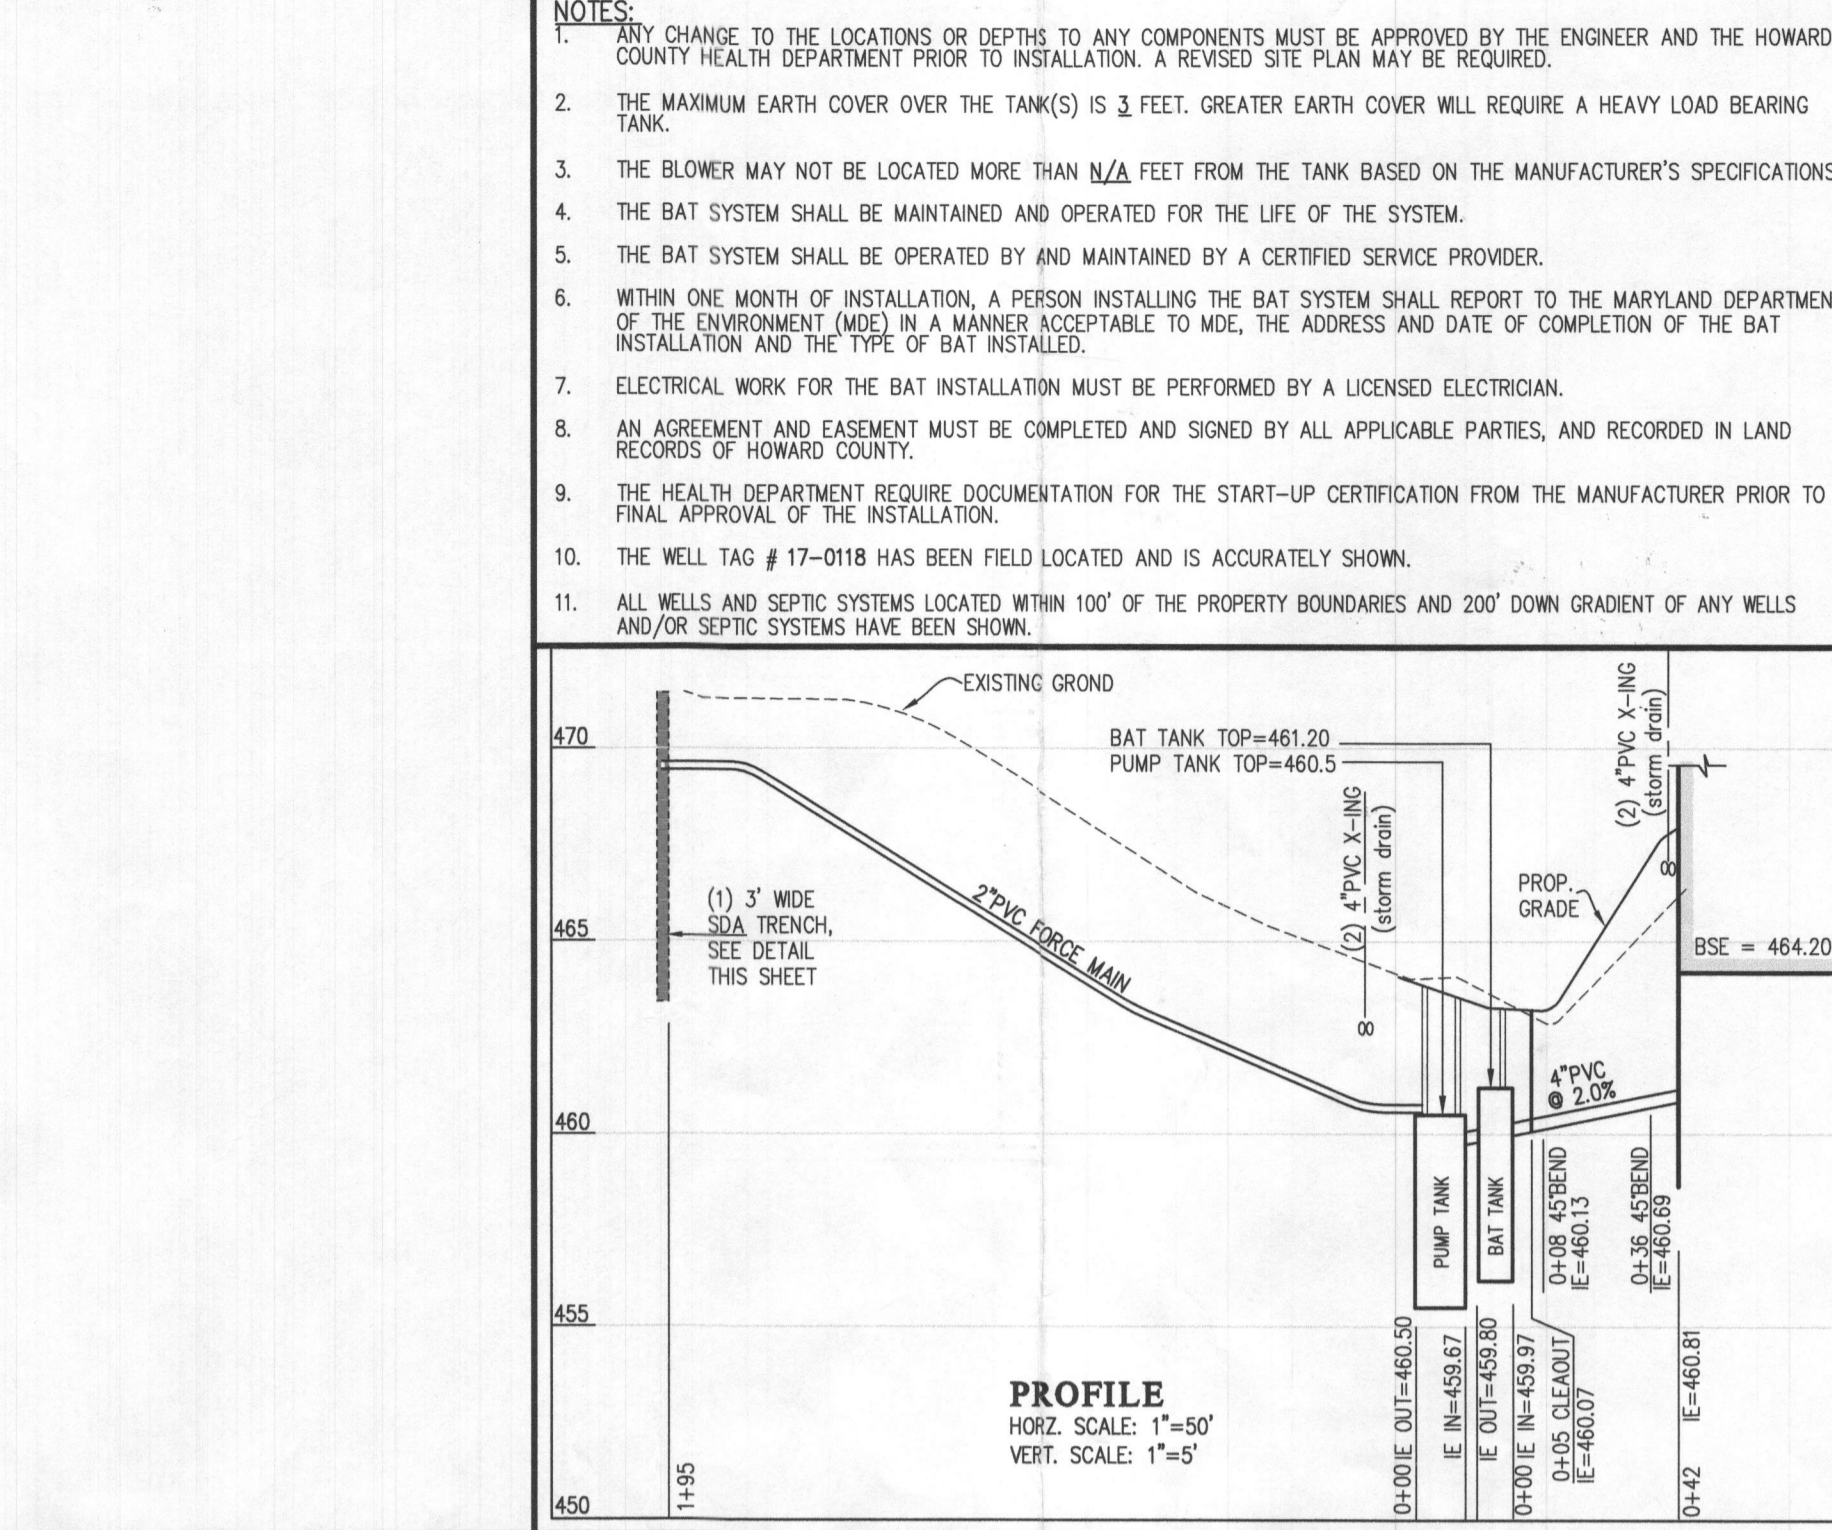 NOTES:
1. ANY CHANGE TO THE LOCATIONS OR DEPTHS TO ANY COMPONENTS MUST BE APPROVED BY THE ENGINEER AND THE HOWARD
COUNTY HEALTH DEPARTMENT PRIOR TO INSTALLATION. A REVISED SITE PLAN MAY BE REQUIRED.
2. THE MAXIMUM EARTH COVER OVER THE TANK(S) IS 3 FEET. GREATER EARTH COVER WILL REQUIRE A HEAVY LOAD BEARING
TANK.
3. THE BLOWER MAY NOT BE LOCATED MORE THAN N/A FEET FROM THE TANK BASED ON THE MANUFACTURER'S SPECIFICATIONS
4. THE BAT SYSTEM SHALL BE MAINTAINED AND OPERATED FOR THE LIFE OF THE SYSTEM.
5. THE BAT SYSTEM SHALL BE OPERATED BY AND MAINTAINED BY A CERTIFIED SERVICE PROVIDER.
6. WITHIN ONE MONTH OF INSTALLATION, A PERSON INSTALLING THE BAT SYSTEM SHALL REPORT TO THE MARYLAND DEPARTMEN
OF THE ENVIRONMENT (MDE) IN A MANNER ACCEPTABLE TO MDE, THE ADDRESS AND DATE OF COMPLETION OF THE BAT
INSTALLATION AND THE TYPE OF BAT INSTALLED.
7. ELECTRICAL WORK FOR THE BAT INSTALLATION MUST BE PERFORMED BY A LICENSED ELECTRICIAN.
8. AN AGREEMENT AND EASEMENT MUST BE COMPLETED AND SIGNED BY ALL APPLICABLE PARTIES, AND RECORDED IN LAND
RECORDS OF HOWARD COUNTY.
9. THE HEALTH DEPARTMENT REQUIRE DOCUMENTATION FOR THE START-UP CERTIFICATION FROM THE MANUFACTURER PRIOR TO
FINAL APPROVAL OF THE INSTALLATION.
10. THE WELL TAG # 17-0118 HAS BEEN FIELD LOCATED AND IS ACCURATELY SHOWN.
11. ALL WELLS AND SEPTIC SYSTEMS LOCATED WITHIN 100' OF THE PROPERTY BOUNDARIES AND 200' DOWN GRADIENT OF ANY WELLS
AND/OR SEPTIC SYSTEMS HAVE BEEN SHOWN.
EXISTING GROND
470
465
460
455
450
BAT TANK TOP=461.20
PUMP TANK TOP=460.5
(2) 4"PVC X-ING
(storm drain)
(2) 4"PVC X-ING
(storm drain)
(1) 3' WIDE
SDA TRENCH,
SEE DETAIL
THIS SHEET
2"PVC FORCE MAIN
PROP.
GRADE
BSE = 464.20
4"PVC
@ 2.0%
PUMP TANK
BAT TANK
0+08 45°BEND
IE=460.13
0+36 45°BEND
IE=460.69
PROFILE
HORZ. SCALE: 1"=50'
VERT. SCALE: 1"=5'
1+95
0+00 IE OUT=460.50
IE IN=459.67
IE OUT=459.80
0+00 IE IN=459.97
0+05 CLEAOUT
IE=460.07
0+42 IE=460.81